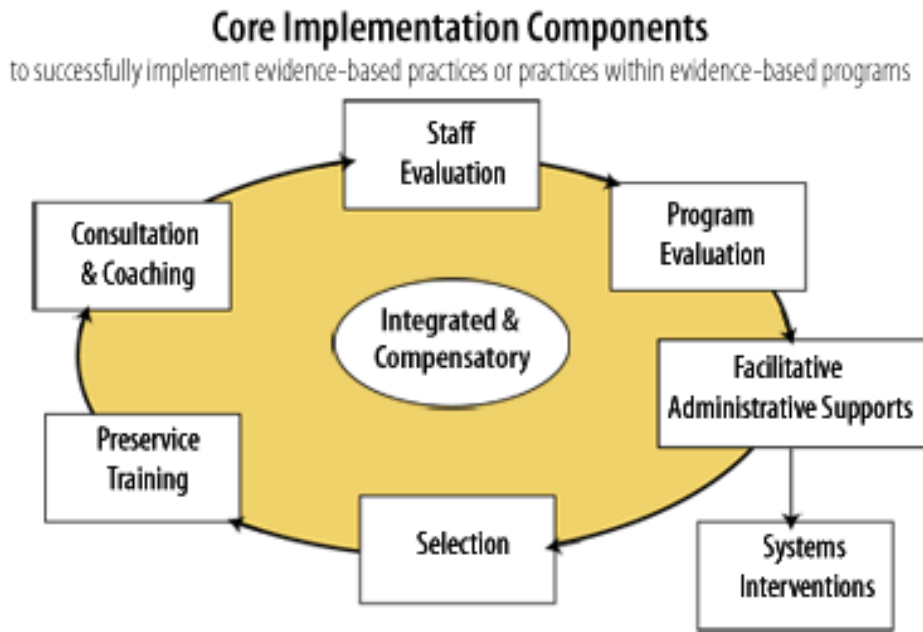 Core Implementation Components
to successfully implement evidence-based practices or practices within evidence-based programs
Staff
Evaluation
Program
Evaluation
Consultation
& Coaching
Integrated &
Compensatory
Facilitative
Administrative Supports
Preservice
Training
Selection
Systems
Interventions